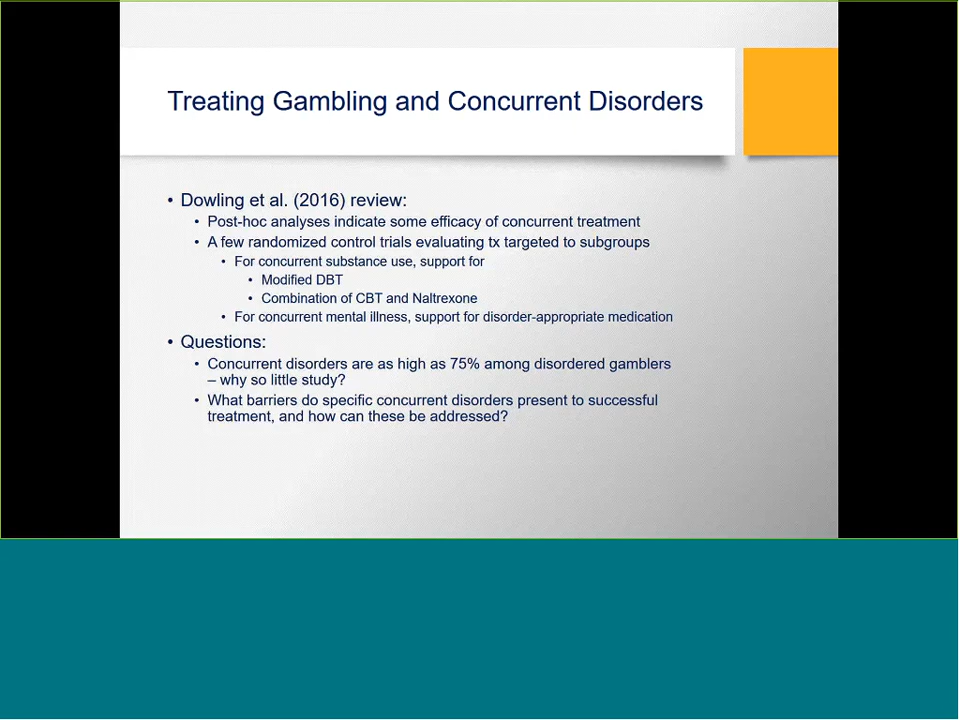 Treating Gambling and Concurrent Disorders
• Dowling et al. (2016) review:
• Post-hoc analyses indicate some efficacy of concurrent treatment
• A few randomized control trials evaluating tx targeted to subgroups
• For concurrent substance use, support for
• Modified DBT
• Combination of CBT and Naltrexone
• For concurrent mental illness, support for disorder-appropriate medication
• Questions:
• Concurrent disorders are as high as 75% among disordered gamblers
– why so little study?
• What barriers do specific concurrent disorders present to successful
treatment, and how can these be addressed?